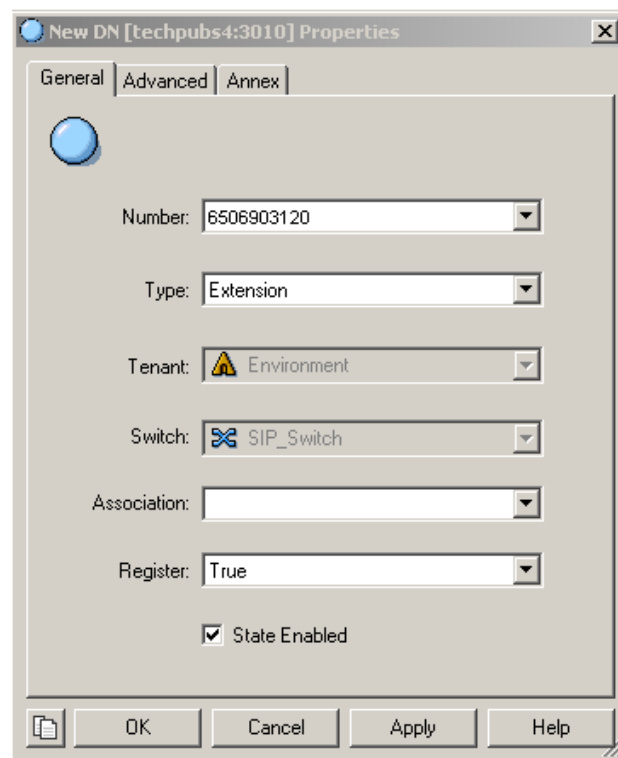 New DN [techpubs4:3010] Properties
General Advanced Annex
Number: 6506903120
Type: Extension
Tenant: Environment
Switch: SIP_Switch
Association:
Register: True
State Enabled
OK Cancel Apply Help